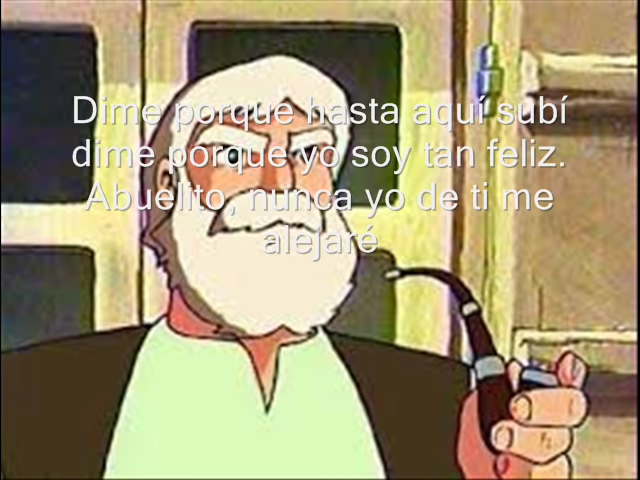 Dime porque hasta aquí subí
dime porque yo soy tan feliz.
Abuelito, nunca yo de ti me
alejaré